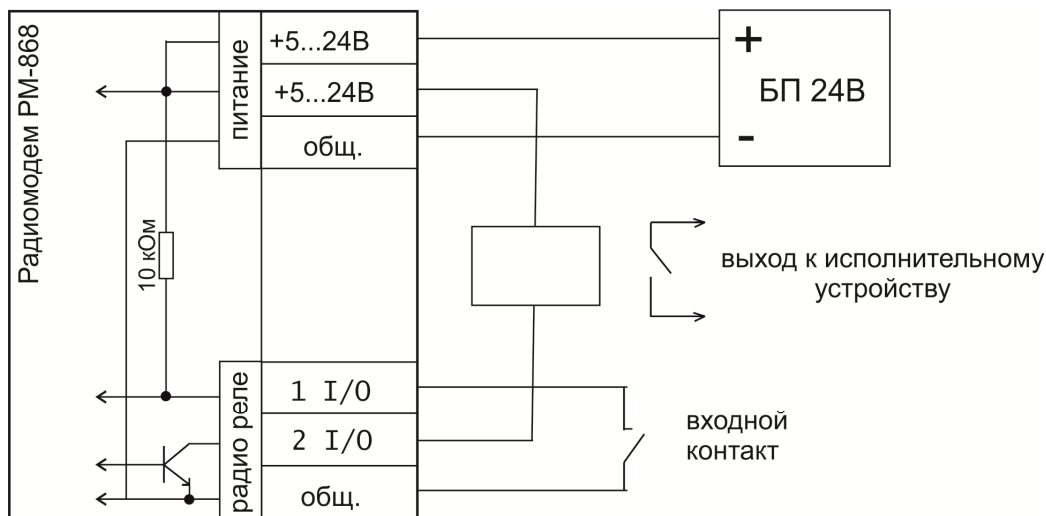 Радиомодем РМ-868
питание
+5...24В
+5...24В
общ.
+
БП 24В
-
10 кОм
выход к исполнительному
устройству
радио реле
1 I/O
2 I/O
общ.
входной
контакт